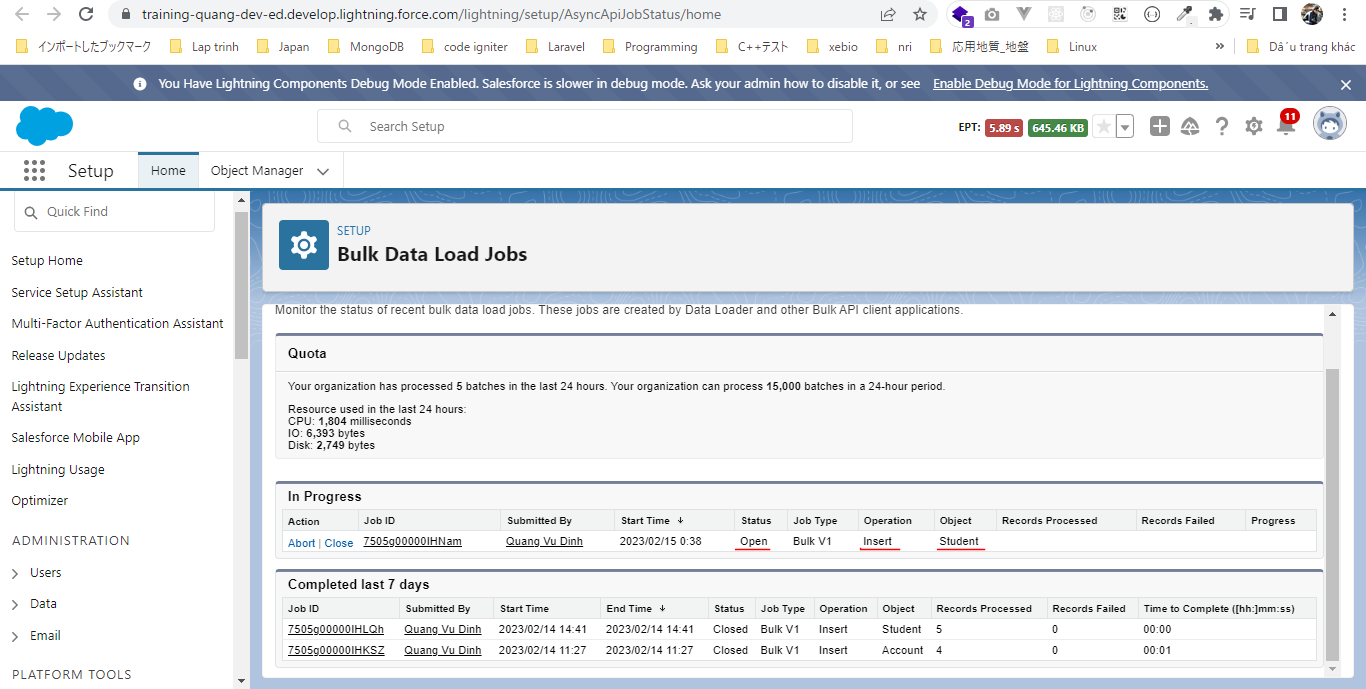 training-quang-dev-ed.develop.lightning.force.com/lightning/setup/AsyncApiJobStatus/home
2
インポートしたブックマーク Lap trinh Japan MongoDB code igniter Laravel Programming C++テスト xebio nri 応用地質_地盤 Linux » Dấu trang khác
You Have Lightning Components Debug Mode Enabled. Salesforce is slower in debug mode. Ask your admin how to disable it, or see Enable Debug Mode for Lightning Components.
Search Setup
EPT: 5.89 s 645.46 KB 11
Setup Home Object Manager
Quick Find
Setup Home
Service Setup Assistant
Multi-Factor Authentication Assistant
Release Updates
Lightning Experience Transition
Assistant
Salesforce Mobile App
Lightning Usage
Optimizer
ADMINISTRATION
Users
Data
Email
PLATFORM TOOLS
SETUP
Bulk Data Load Jobs
Monitor the status of recent bulk data load jobs. These jobs are created by Data Loader and other Bulk API client applications.
Quota
Your organization has processed 5 batches in the last 24 hours. Your organization can process 15,000 batches in a 24-hour period.
Resource used in the last 24 hours:
CPU: 1,804 milliseconds
IO: 6,393 bytes
Disk: 2,749 bytes
In Progress
Action Job ID Submitted By Start Time ↓ Status Job Type Operation Object Records Processed Records Failed Progress
Abort | Close 7505g00000IHNam Quang Vu Dinh 2023/02/15 0:38 Open Bulk V1 Insert Student
Completed last 7 days
Job ID Submitted By Start Time End Time ↓ Status Job Type Operation Object Records Processed Records Failed Time to Complete ([hh:]mm:ss)
7505g00000IHLQh Quang Vu Dinh 2023/02/14 14:41 2023/02/14 14:41 Closed Bulk V1 Insert Student 5 0 00:00
7505g00000IHKSZ Quang Vu Dinh 2023/02/14 11:27 2023/02/14 11:27 Closed Bulk V1 Insert Account 4 0 00:01